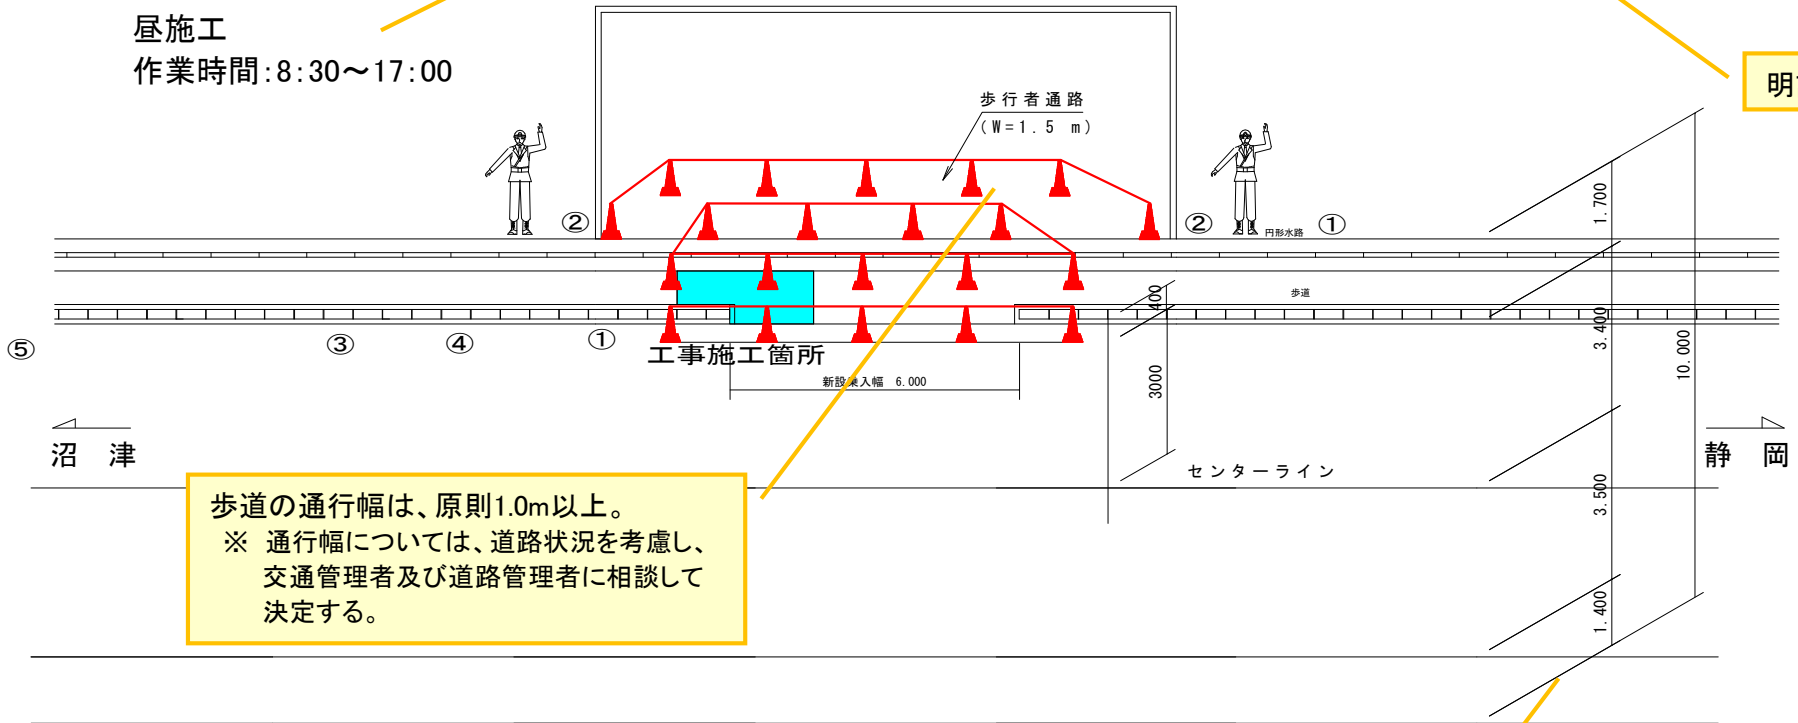 昼施工
作業時間:8:30～17:00
明
歩行者通路
(W=1.5 m)
②
②
①
円形水路
1.700
歩道
400
⑤
③
④
①
工事施工箇所
新設乗入幅 6.000
3000
3.400
10.000
沼 津
静 岡
センターライン
3.500
歩道の通行幅は、原則1.0m以上。
※ 通行幅については、道路状況を考慮し、
交通管理者及び道路管理者に相談して
決定する。
1.400